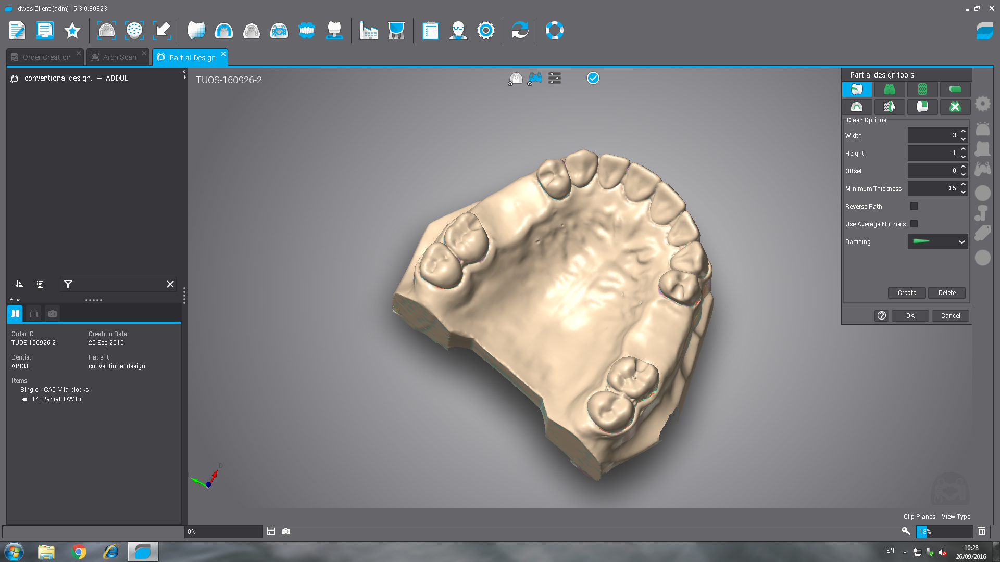 dwos Client (adm) - 5.3.0.30323
Order Creation
Arch Scan
Partial Design
conventional design, — ABDUL
TUOS-160926-2
Partial design tools
Clasp Options
Width 3
Height 1
Offset 0
Minimum Thickness 0.5
Reverse Path
Use Average Normals
Damping
Create Delete
OK Cancel
Order ID Creation Date
TUOS-160926-2 26-Sep-2016
Dentist Patient
ABDUL conventional design,
Items
Single - CAD Vita blocks
14: Partial, DW Kit
D
Clip Planes View Type
0%
18%
EN
10:28
26/09/2016